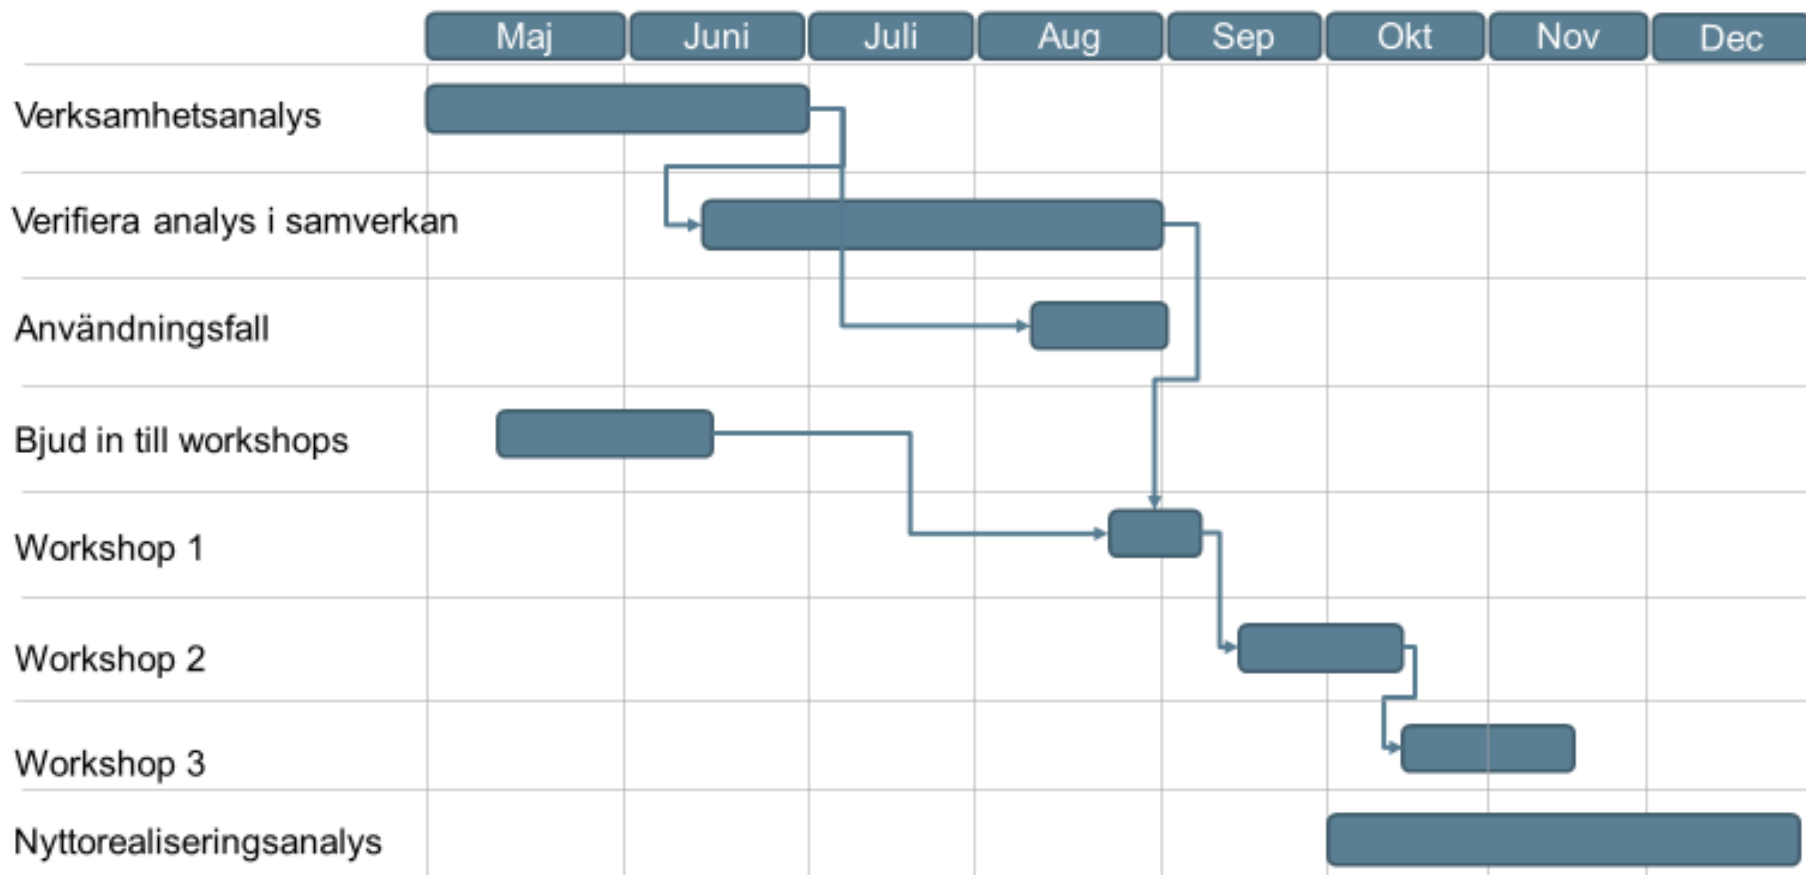 Maj Juni Juli Aug Sep Okt Nov Dec
Verksamhetsanalys
Verifiera analys i samverkan
Användningsfall
Bjud in till workshops
Workshop 1
Workshop 2
Workshop 3
Nyttorealiseringsanalys